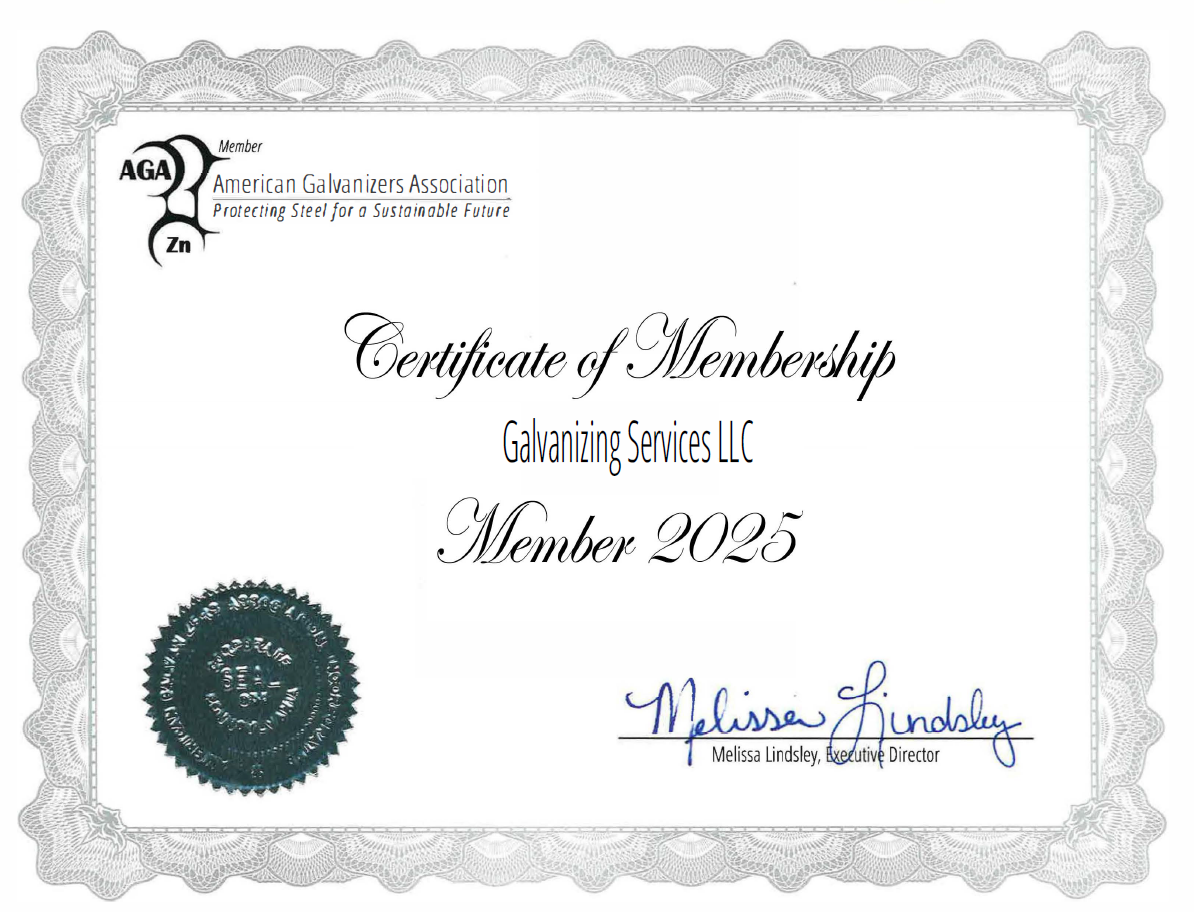 Member
AGA
American Galvanizers Association
Protecting Steel for a Sustainable Future
Zn
Certificate of Membership
Galvanizing Services LLC
Member 2025
SEAL
Melissa Lindsley
Melissa Lindsley, Executive Director